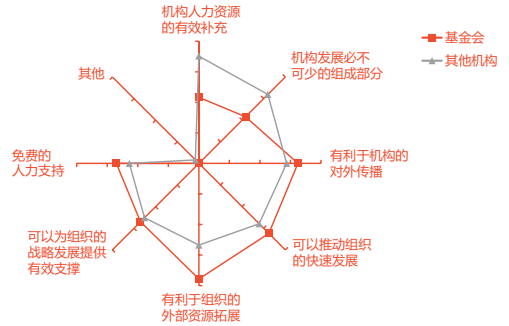 机构人力资源
的有效补充
机构发展必不
可少的组成部分
有利于机构的
对外传播
可以推动组织
的快速发展
有利于组织的
外部资源拓展
可以为组织的
战略发展提供
有效支撑
免费的
人力支持
其他
基金会
其他机构